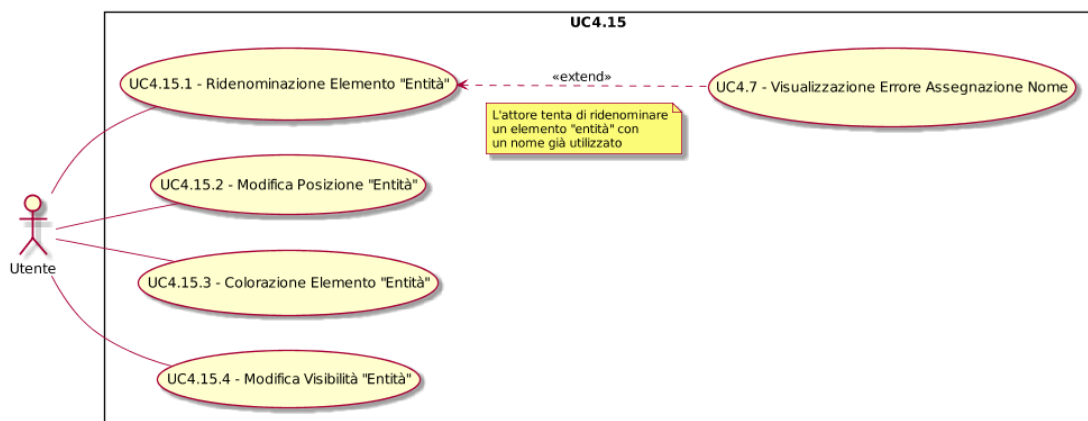 UC4.15
UC4.15.1 - Ridenominazione Elemento "Entità"
«extend»
UC4.7 - Visualizzazione Errore Assegnazione Nome
L'attore tenta di ridenominare
un elemento "entità" con
un nome già utilizzato
UC4.15.2 - Modifica Posizione "Entità"
Utente
UC4.15.3 - Colorazione Elemento "Entità"
UC4.15.4 - Modifica Visibilità "Entità"